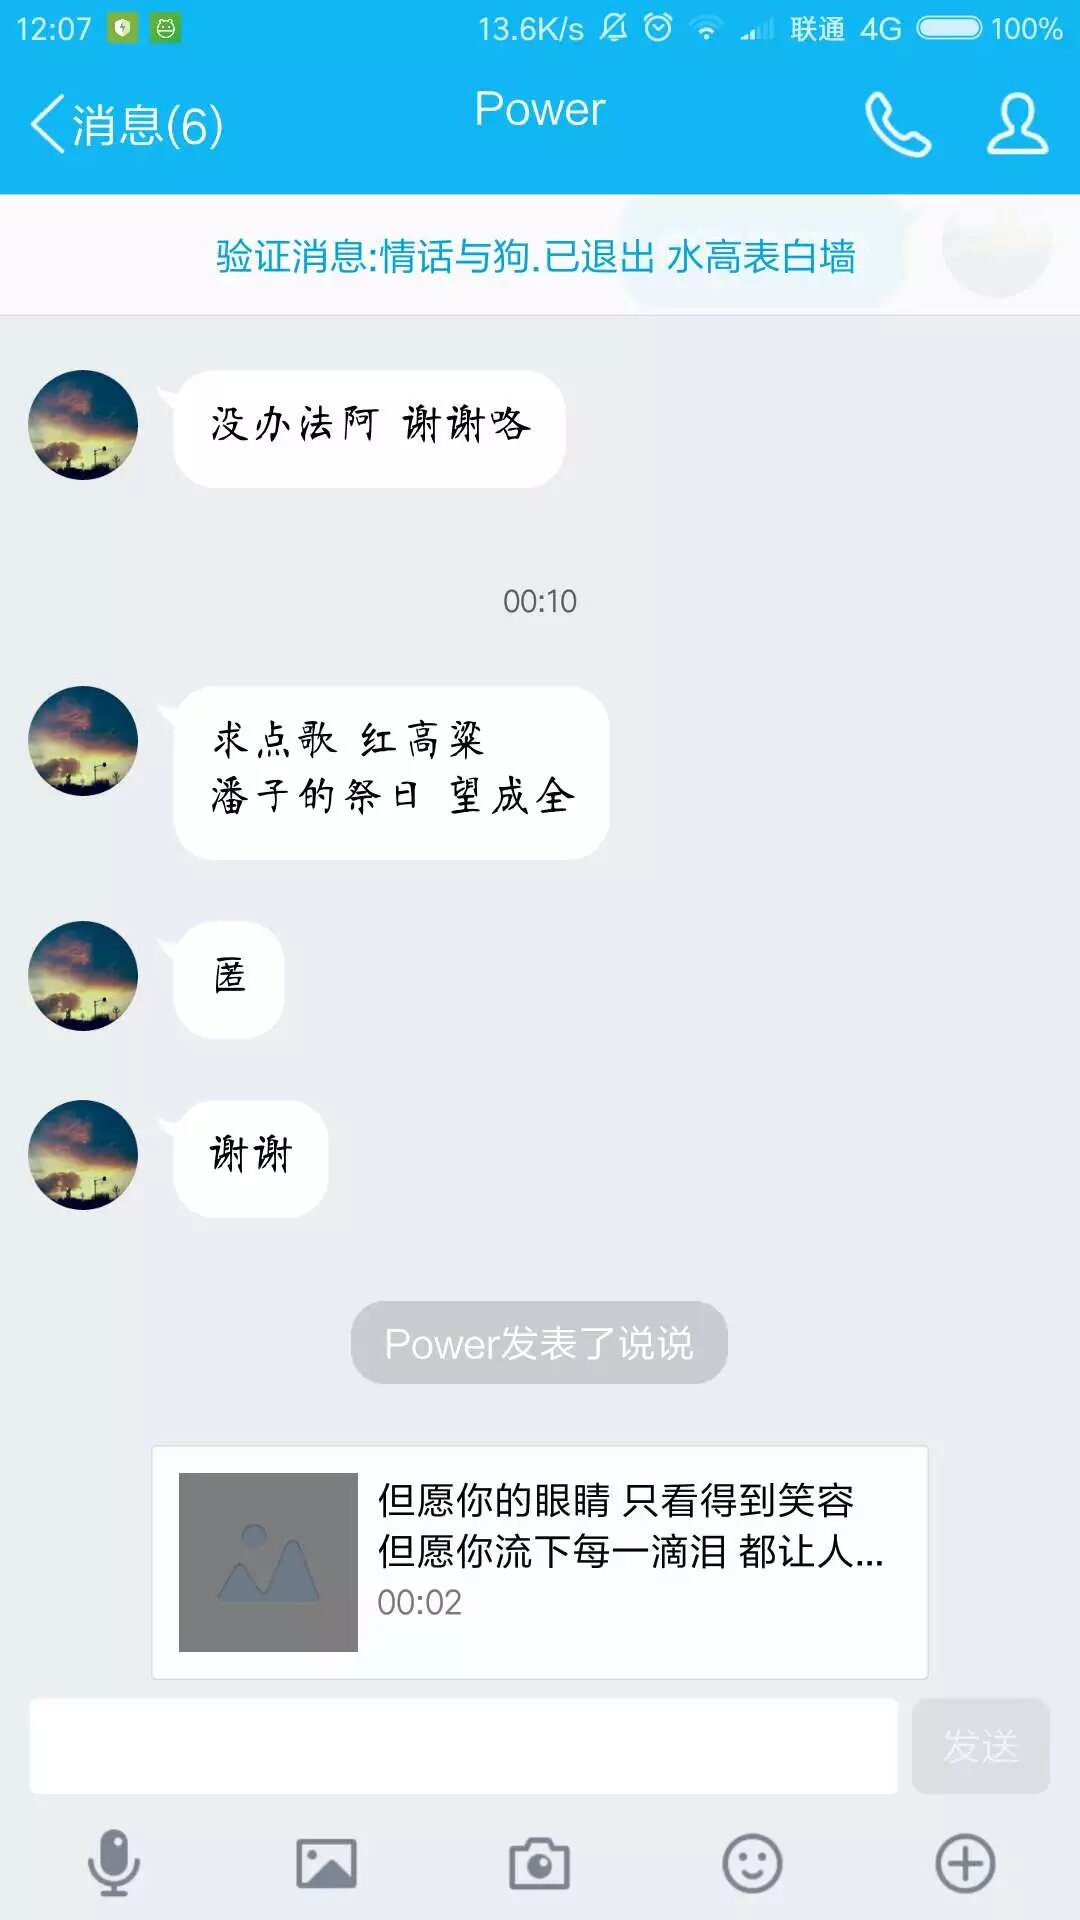 12:07 13.6K/s 联通 4G 100%
消息(6) Power
验证消息:情话与狗.已退出 水高表白墙
没办法阿 谢谢咯
00:10
求点歌 红高粱
潘子的祭日 望成全
匿
谢谢
Power发表了说说
但愿你的眼睛 只看得到笑容
但愿你流下每一滴泪 都让人...
00:02
发送